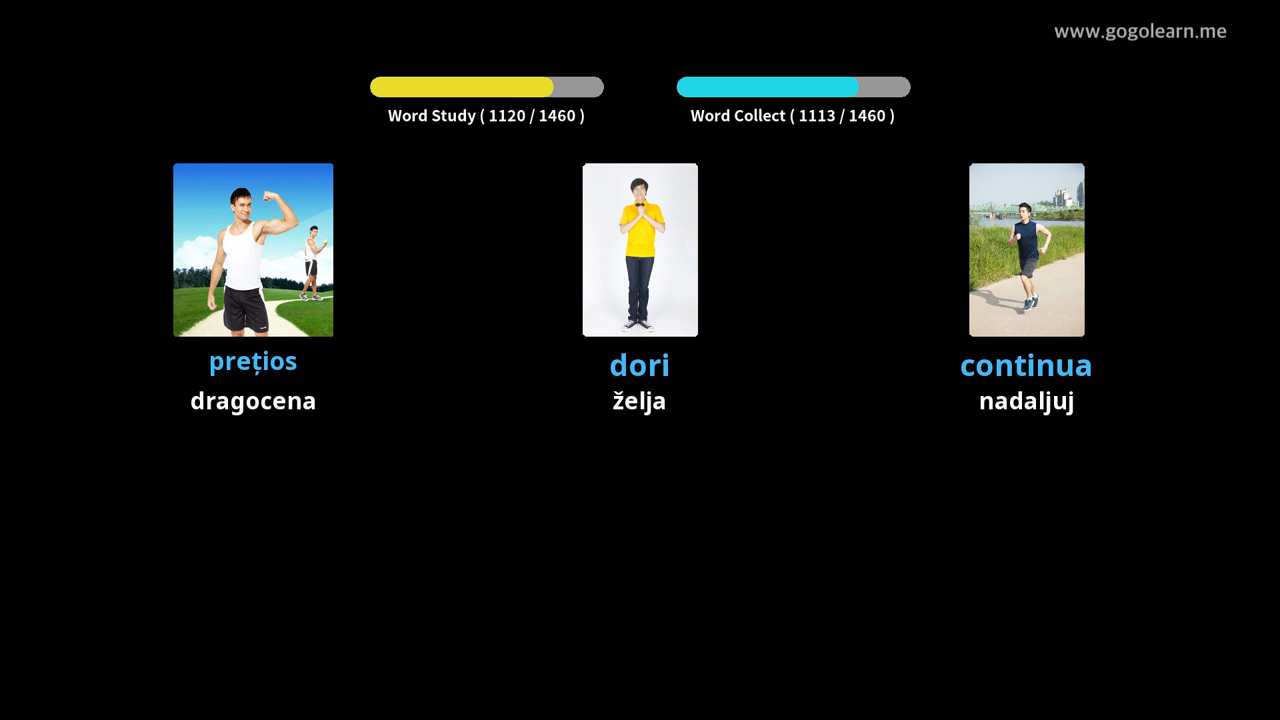 www.gogolearn.me
Word Study ( 1120 / 1460 )
Word Collect ( 1113 / 1460 )
prețios
dragocena
dori
želja
continua
nadaljuj